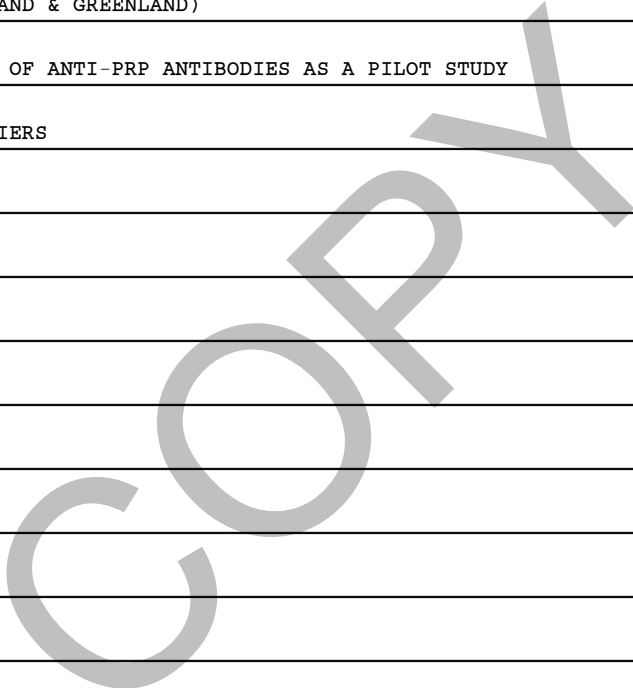 AND & GREENLAND)
OF ANTI-PRP ANTIBODIES AS A PILOT STUDY
IERS
COPY